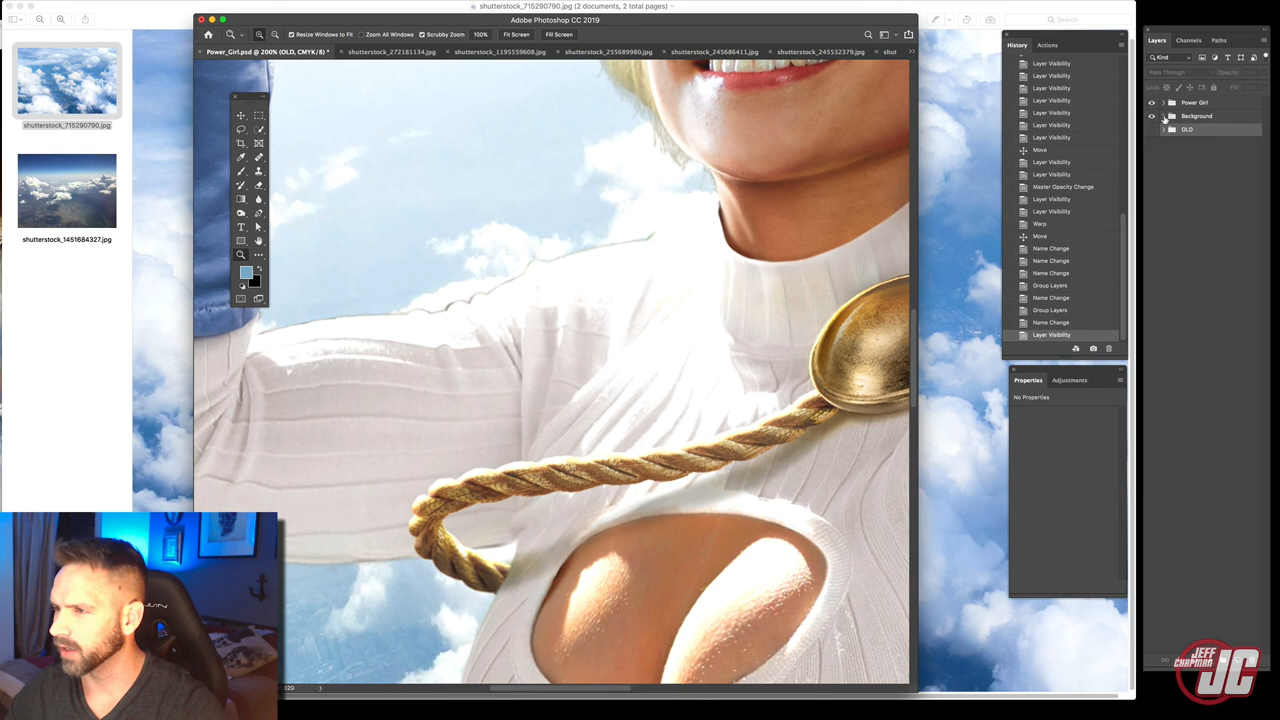 shutterstock_715290790.jpg (2 documents, 2 total pages)
Search
Adobe Photoshop CC 2019
Resize Windows to Fit
Zoom All Windows
Scrubby Zoom
100%
Fit Screen
Fill Screen
Power_Girl.psd @ 200% (OLD, CMYK/8) *
shutterstock_272181134.jpg
shutterstock_1195559608.jpg
shutterstock_255689980.jpg
shutterstock_245686411.jpg
shutterstock_245532379.jpg
shut
shutterstock_715290790.jpg
shutterstock_1451684327.jpg
History
Actions
Layer Visibility
Layer Visibility
Layer Visibility
Layer Visibility
Layer Visibility
Layer Visibility
Layer Visibility
Move
Layer Visibility
Layer Visibility
Master Opacity Change
Layer Visibility
Layer Visibility
Warp
Move
Name Change
Name Change
Name Change
Group Layers
Name Change
Group Layers
Name Change
Layer Visibility
Properties
Adjustments
No Properties
Layers
Channels
Paths
Kind
Pass Through
Opacity:
Lock:
Fill:
Power Girl
Background
OLD
JEFF
CHAPMAN
JC